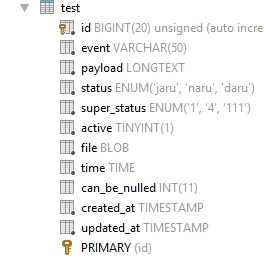 test
id BIGINT(20) unsigned (auto incre
event VARCHAR(50)
payload LONGTEXT
status ENUM('jaru', 'naru', 'daru')
super_status ENUM('1', '4', '111')
active TINYINT(1)
file BLOB
time TIME
can_be_nulled INT(11)
created_at TIMESTAMP
updated_at TIMESTAMP
PRIMARY (id)